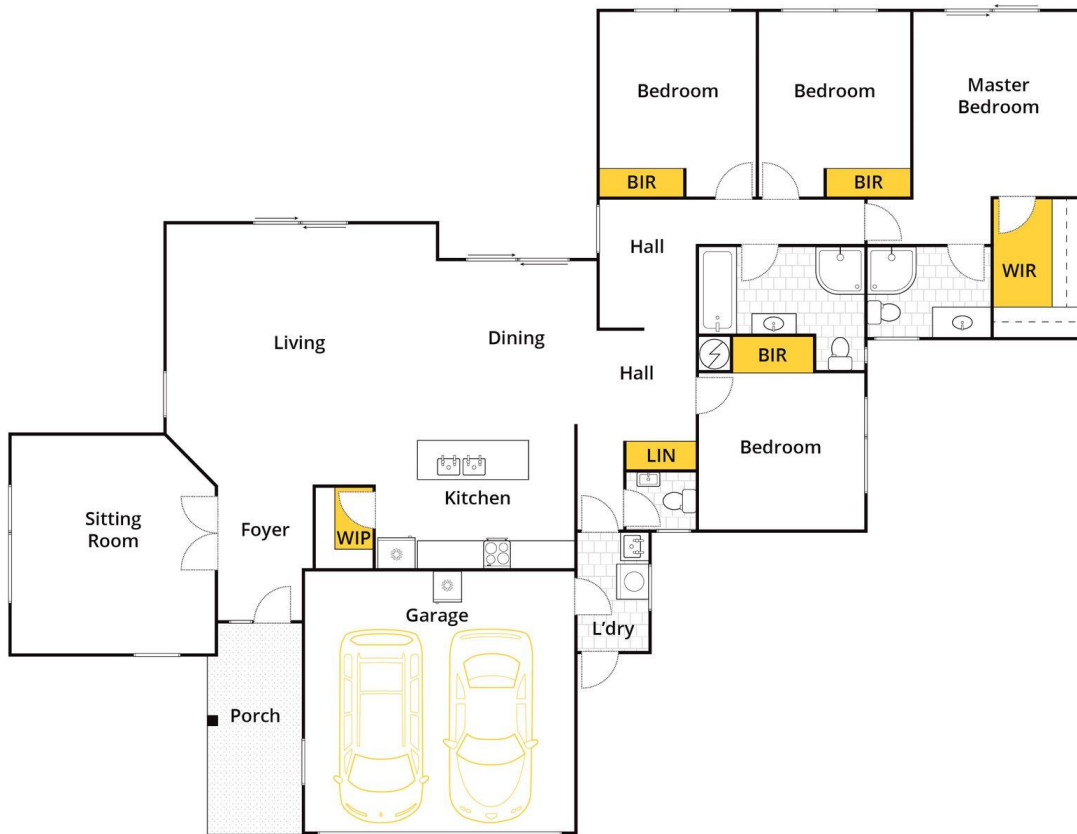 Bedroom
Bedroom
Master
Bedroom
BIR
BIR
Hall
WIR
Living
Dining
BIR
Hall
Bedroom
LIN
Kitchen
Sitting
Room
Foyer
WIP
Garage
L'dry
Porch